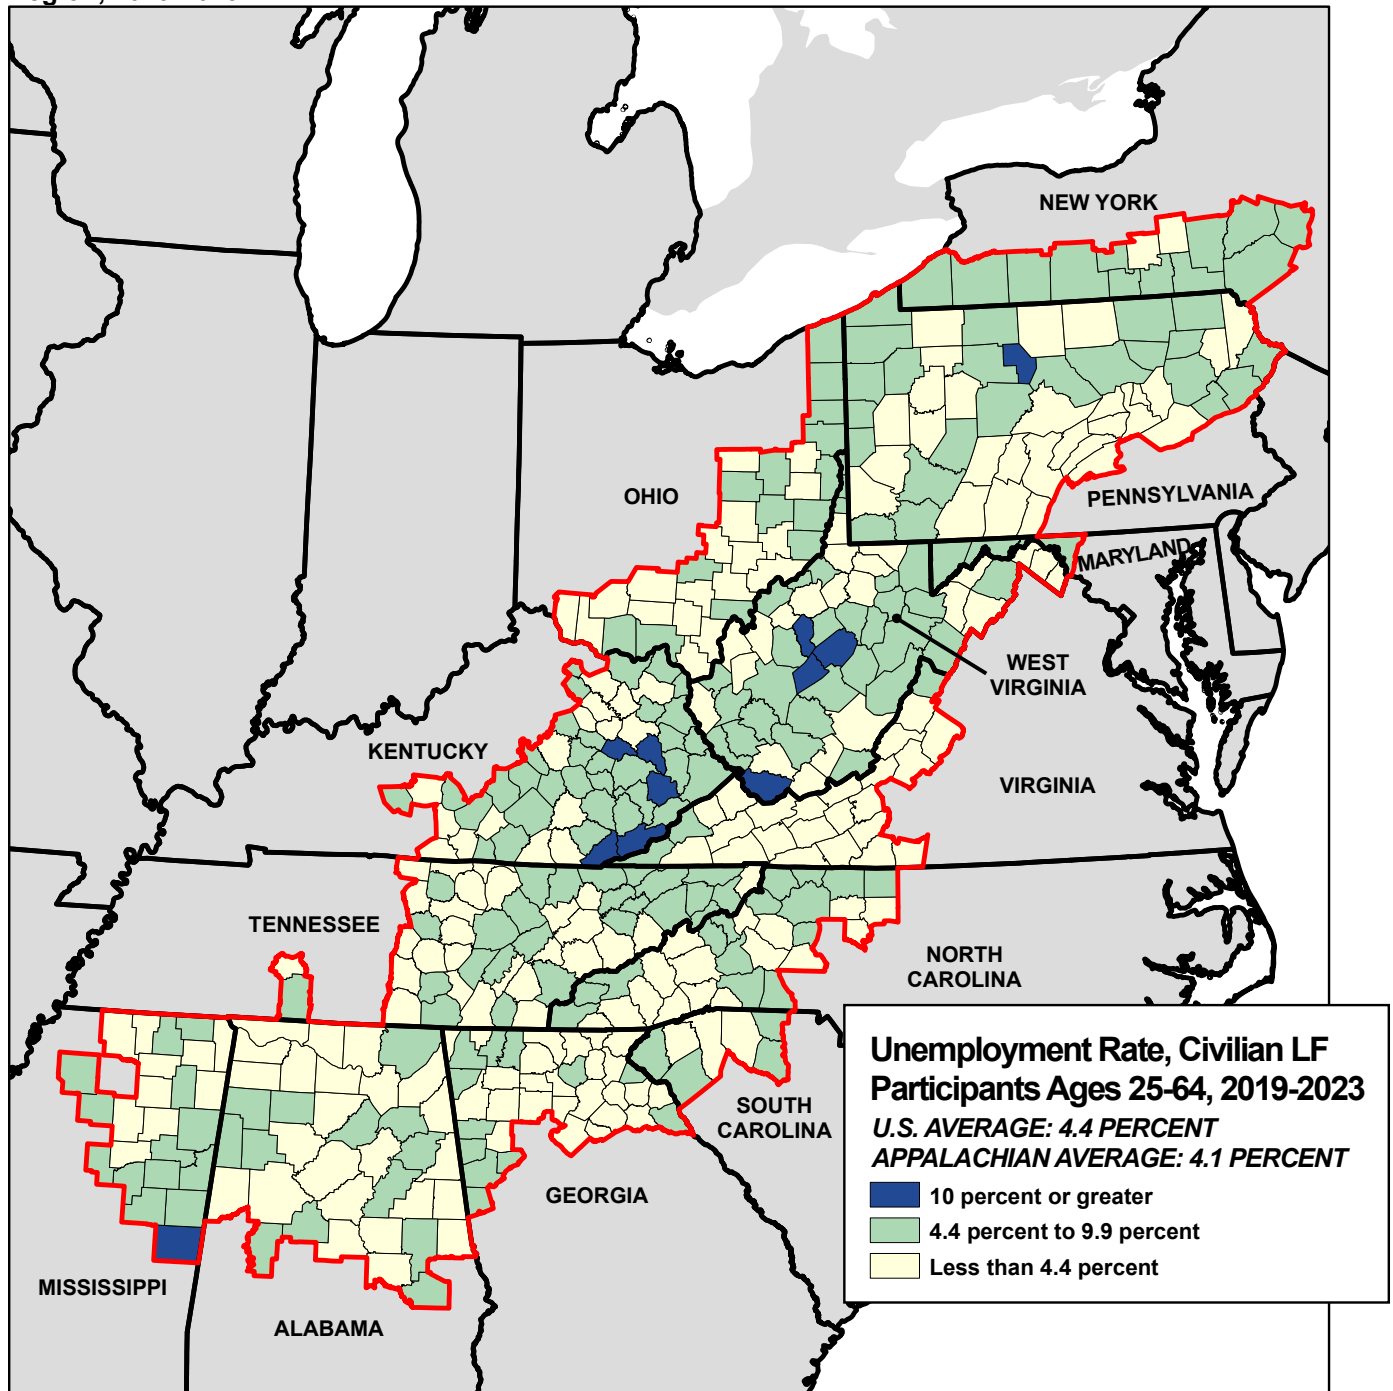 NEW YORK
OHIO
PENNSYLVANIA
MARYLAND
WEST
VIRGINIA
KENTUCKY
VIRGINIA
TENNESSEE
NORTH
CAROLINA
SOUTH
CAROLINA
GEORGIA
MISSISSIPPI
ALABAMA
Unemployment Rate, Civilian LF
Participants Ages 25-64, 2019-2023
U.S. AVERAGE: 4.4 PERCENT
APPALACHIAN AVERAGE: 4.1 PERCENT
10 percent or greater
4.4 percent to 9.9 percent
Less than 4.4 percent